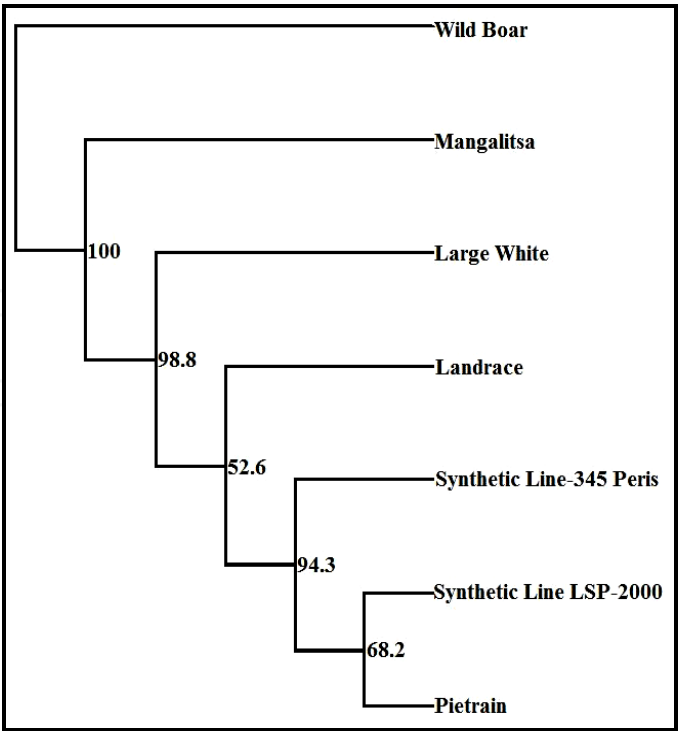 Wild Boar
Mangalitsa
100
Large White
98.8
Landrace
52.6
Synthetic Line-345 Peris
94.3
Synthetic Line LSP-2000
68.2
Pietrain